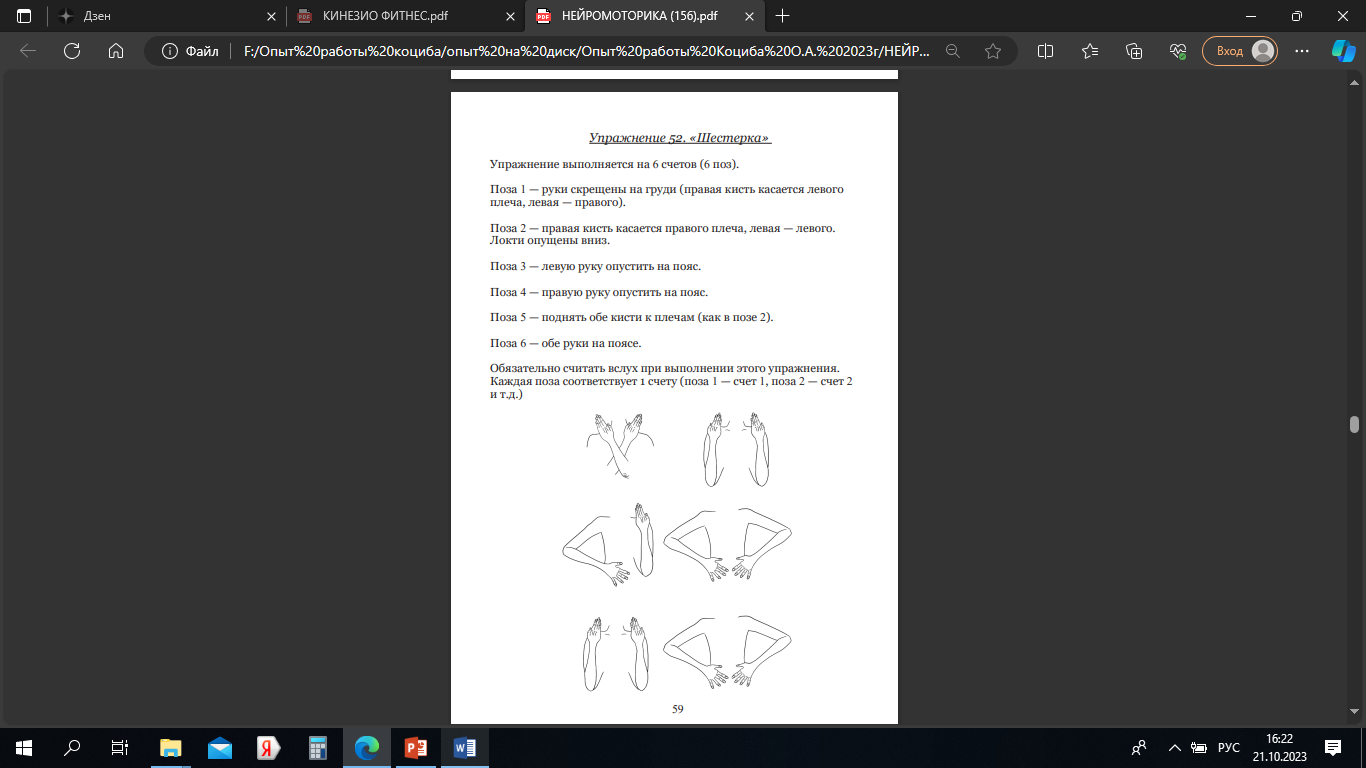 Дзен
КИНЕЗИО ФИТНЕС.pdf
НЕЙРОМОТОРИКА (156).pdf
Файл
F:/Опыт%20работы%20коциба/опыт%20на%20диск/Опыт%20работы%20Коциба%20О.А.%202023г/НЕЙР...
Вход
Упражнение 52. «Шестерка»
Упражнение выполняется на 6 счетов (6 поз).
Поза 1 — руки скрещены на груди (правая кисть касается левого
плеча, левая — правого).
Поза 2 — правая кисть касается правого плеча, левая — левого.
Локти опущены вниз.
Поза 3 — левую руку опустить на пояс.
Поза 4 — правую руку опустить на пояс.
Поза 5 — поднять обе кисти к плечам (как в позе 2).
Поза 6 — обе руки на поясе.
Обязательно считать вслух при выполнении этого упражнения.
Каждая поза соответствует 1 счету (поза 1 — счет 1, поза 2 — счет 2
и т.д.)
59
РУС
16:22
21.10.2023